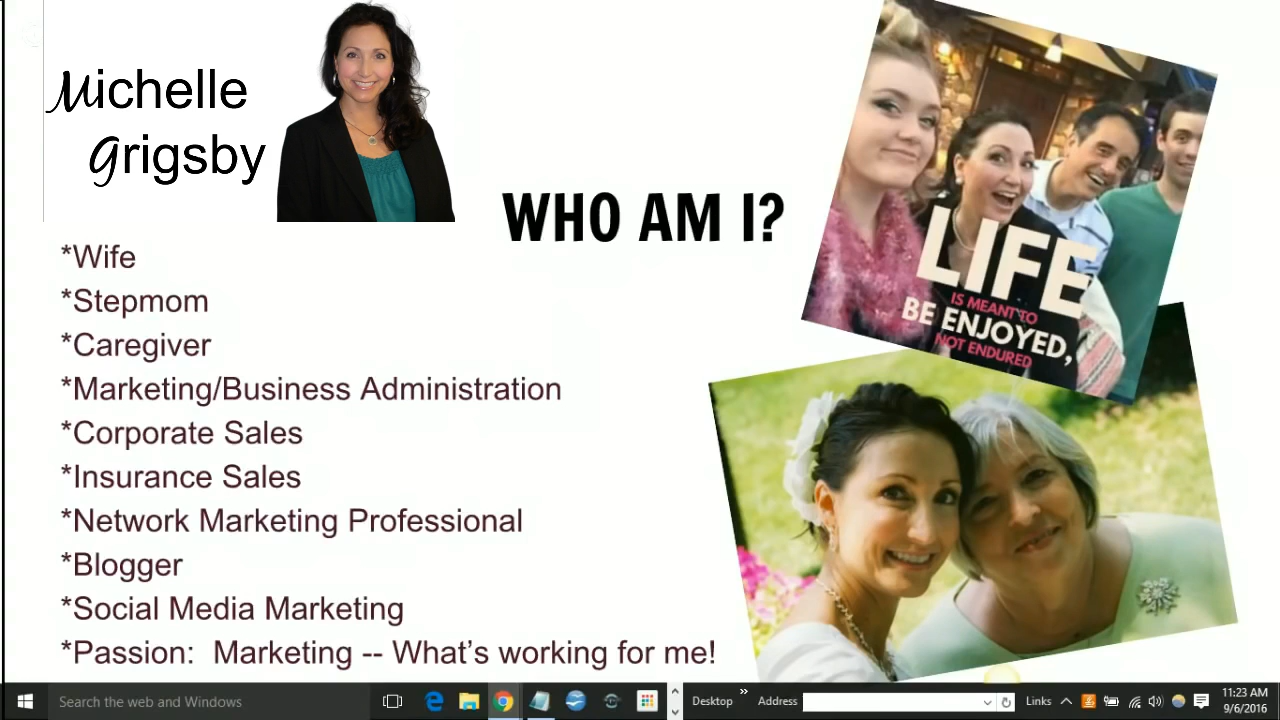 Michelle
Grigsby
WHO AM I?
*Wife
*Stepmom
*Caregiver
*Marketing/Business Administration
*Corporate Sales
*Insurance Sales
*Network Marketing Professional
*Blogger
*Social Media Marketing
*Passion:  Marketing -- What's working for me!
LIFE
IS MEANT TO
BE ENJOYED,
NOT ENDURED
Search the web and Windows
Desktop
Address
Links
11:23 AM
9/6/2016